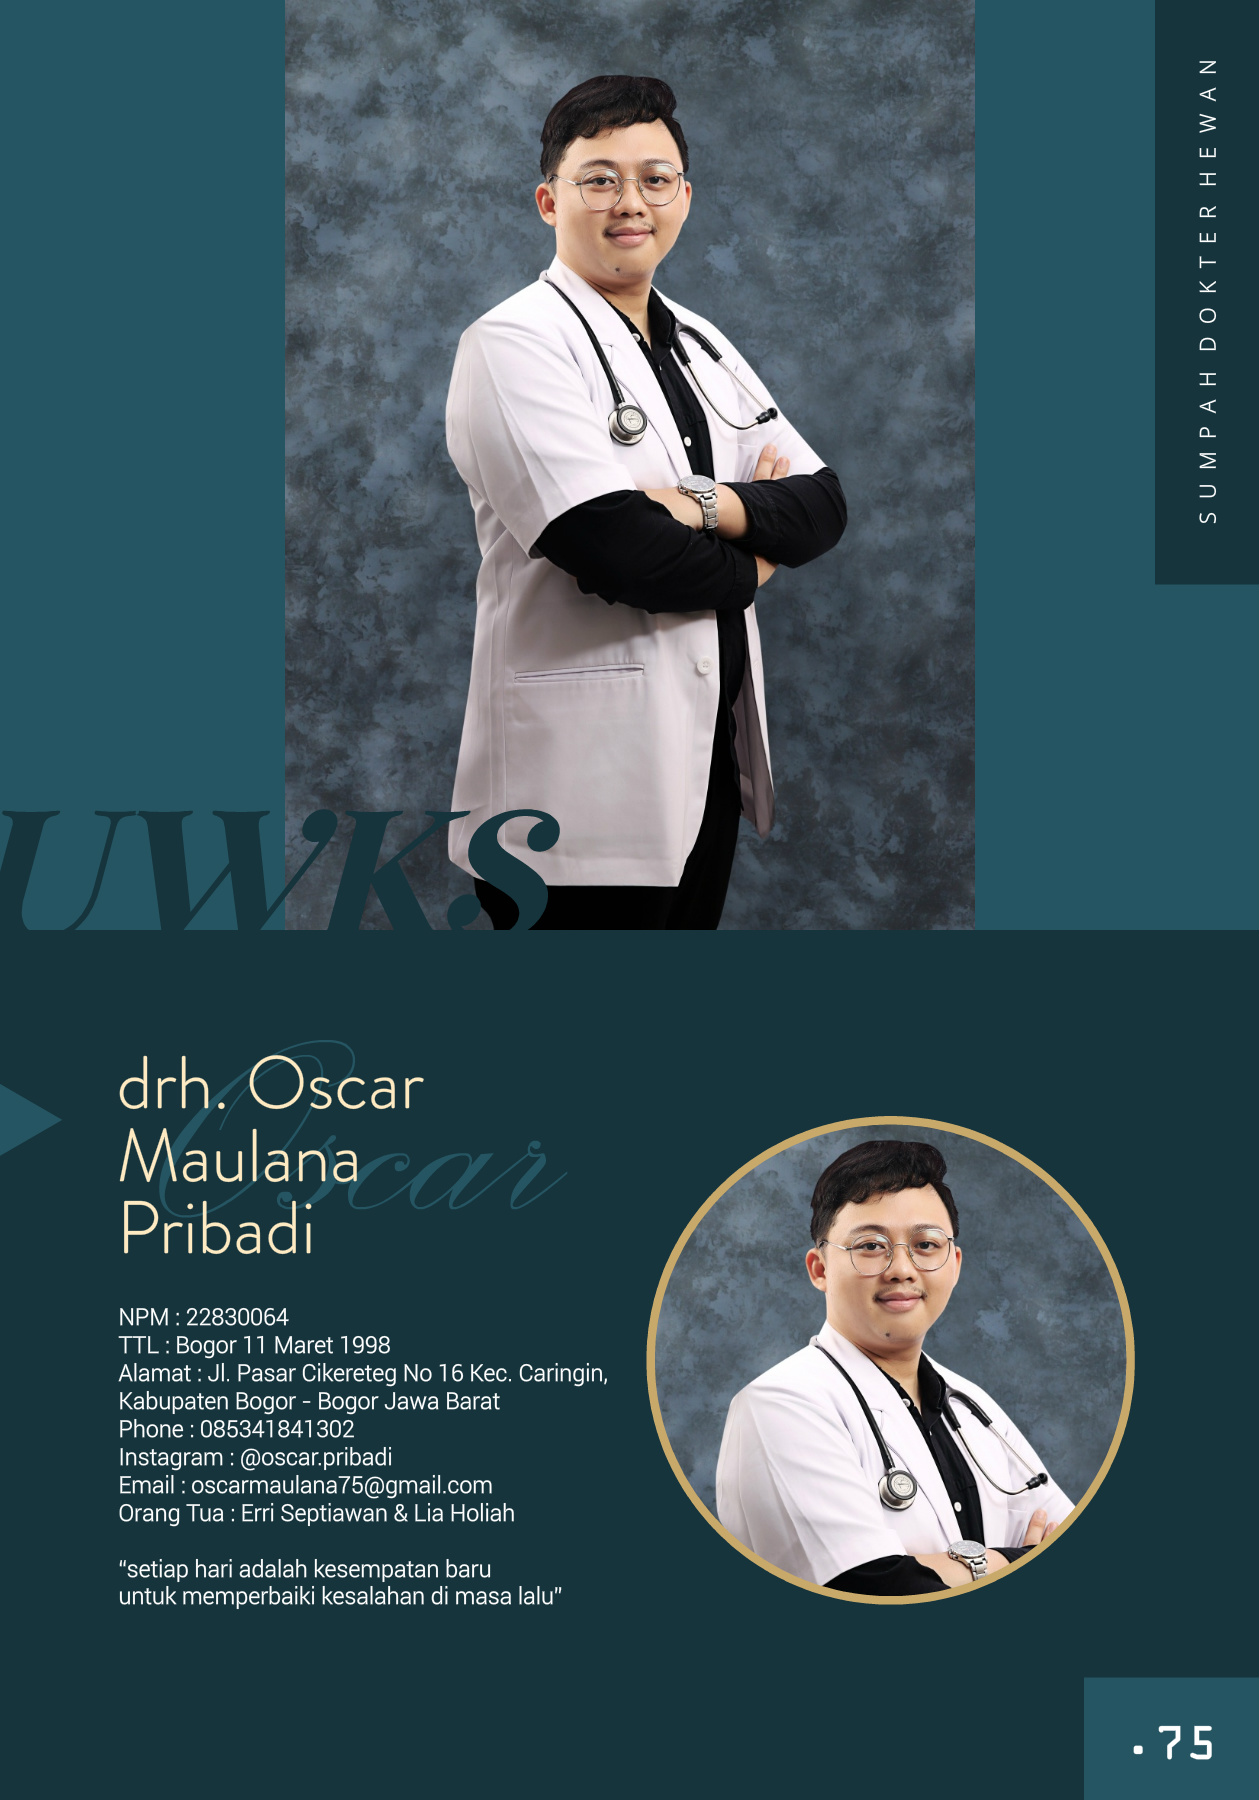 SUMPAH DOKTER HEWAN
UWKS
Oscar
drh. Oscar
Maulana
Pribadi
NPM : 22830064
TTL : Bogor 11 Maret 1998
Alamat : Jl. Pasar Cikereteg No 16 Kec. Caringin,
Kabupaten Bogor - Bogor Jawa Barat
Phone : 085341841302
Instagram : @oscar.pribadi
Email : oscarmaulana75@gmail.com
Orang Tua : Erri Septiawan & Lia Holiah
“setiap hari adalah kesempatan baru
untuk memperbaiki kesalahan di masa lalu”
.75